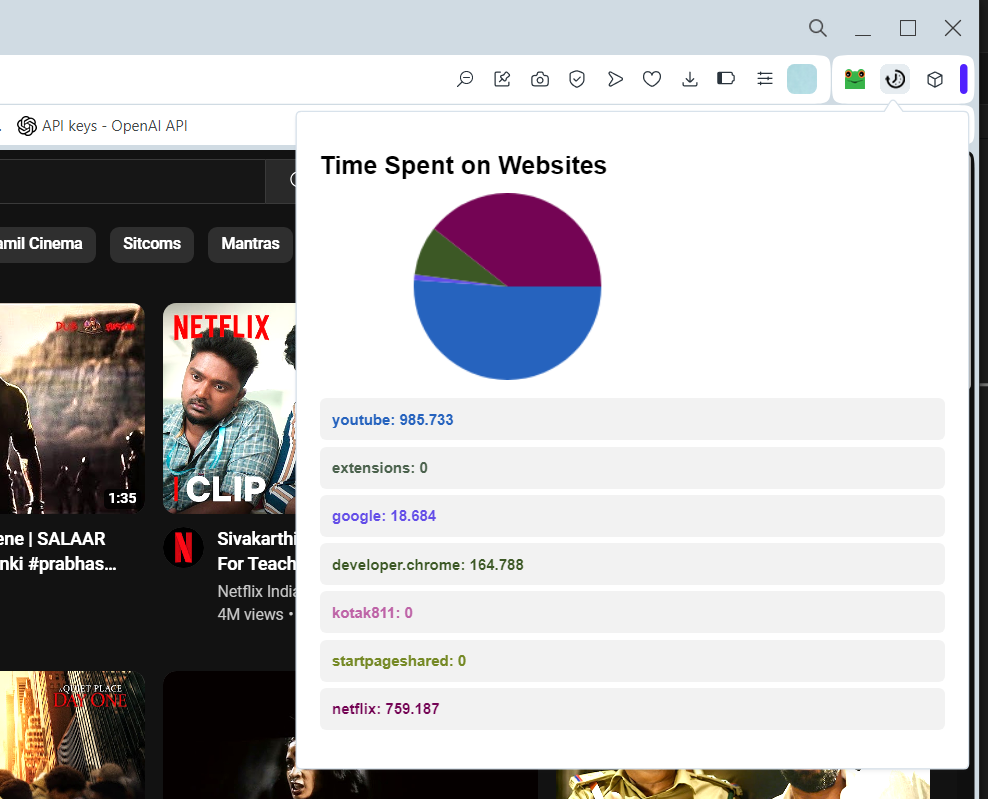 API keys - OpenAI API
Time Spent on Websites
amil Cinema
Sitcoms
Mantras
NETFLIX
CLIP
1:35
ene | SALAAR
nki #prabhas...
Sivakarthi
For Teach
Netflix India
4M views •
A QUIET PLACE
DAY ONE
youtube: 985.733
extensions: 0
google: 18.684
developer.chrome: 164.788
kotak811: 0
startpageshared: 0
netflix: 759.187